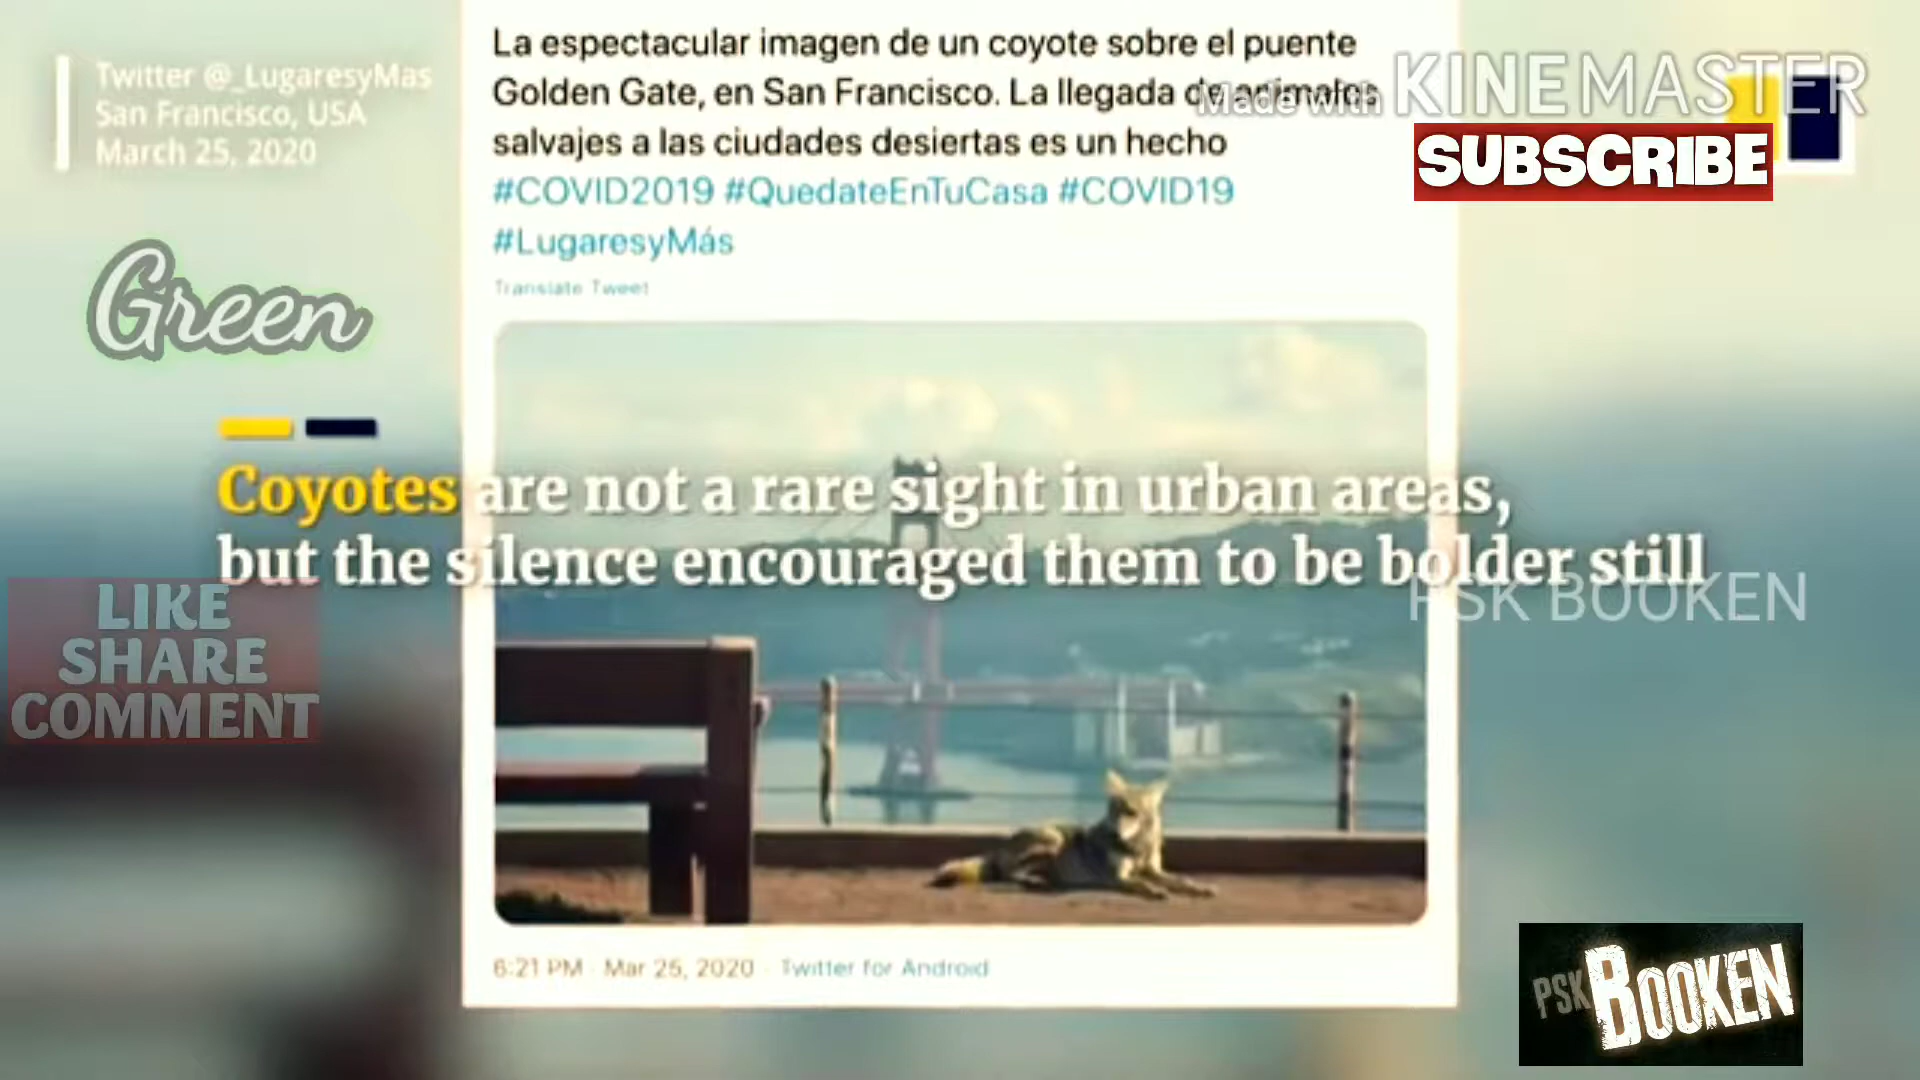 La espectacular imagen de un coyote sobre el puente
Golden Gate, en San Francisco. La llegada de animales
salvajes a las ciudades desiertas es un hecho
#COVID2019 #QuedateEnTuCasa #COVID19
#LugaresyMás
Translate Tweet
Twitter @_LugaresyMas
San Francisco, USA
March 25, 2020
Made with KINEMASTER
SUBSCRIBE
Green
Coyotes are not a rare sight in urban areas,
but the silence encouraged them to be bolder still
PSK BOOKEN
LIKE
SHARE
COMMENT
6:21 PM · Mar 25, 2020 · Twitter for Android
PSK BOOKEN